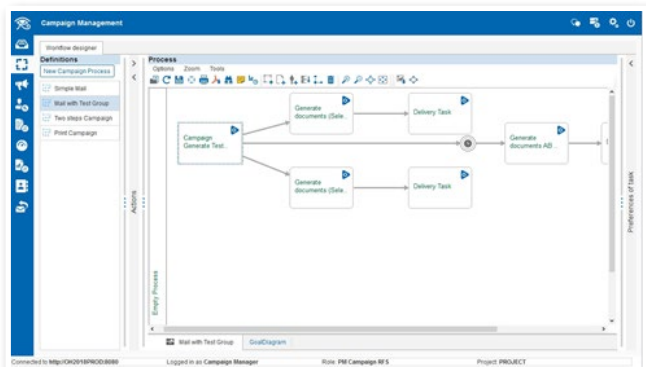 Campaign Management
Workflow designer
Definitions
New Campaign Process
Simple Mail
Mail with Test Group
Two steps Campaign
Print Campaign
Actions
Process
Options Zoom Tools
Generate
documents (Sele..
Delivery Task
Campaign
Generate Test..
Generate
documents AB ..
Generate
documents (Sele..
Delivery Task
Empty Process
Preferences of task
Mail with Test Group GoalDiagram
Connected to http://OH2018PROD:8080 Logged in as Campaign Manager Role: PM Campaign RFS Project: PROJECT